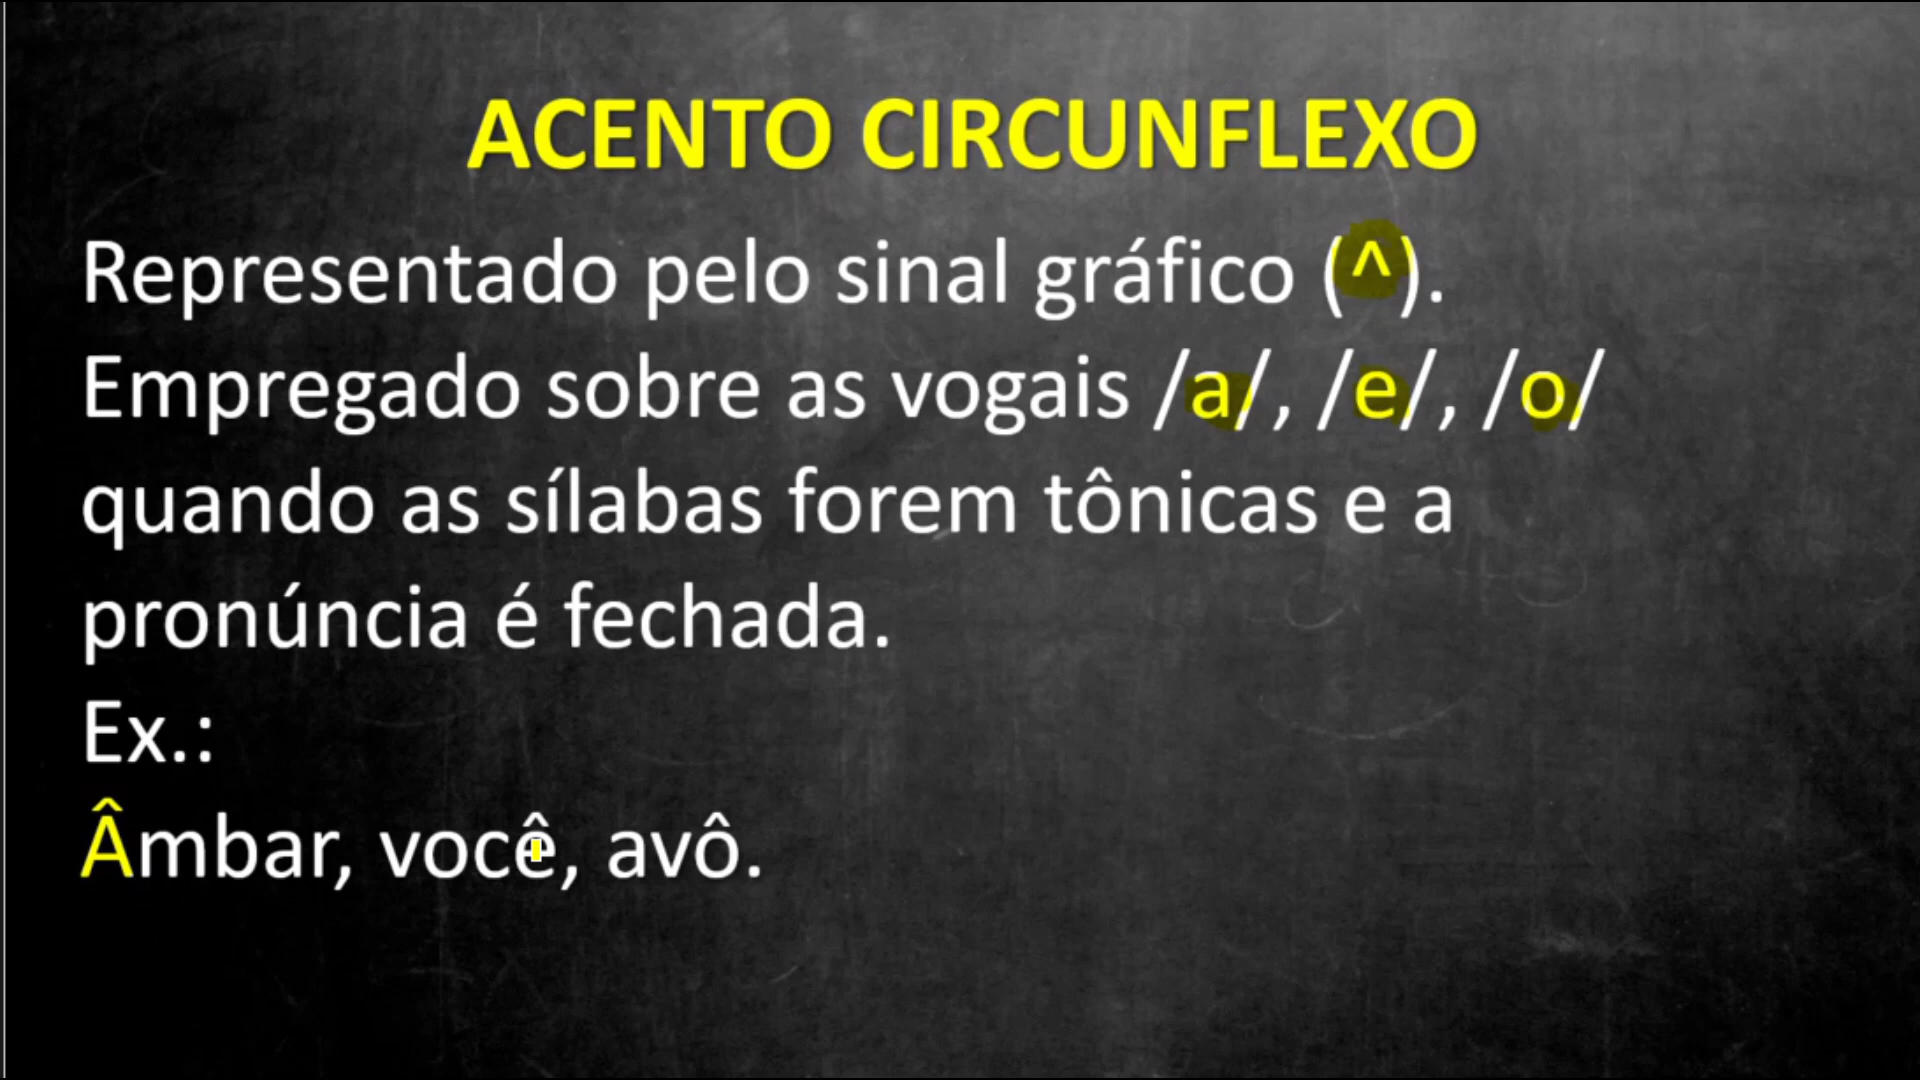 ACENTO CIRCUNFLEXO
Representado pelo sinal gráfico (^).
Empregado sobre as vogais /a/, /e/, /o/
quando as sílabas forem tônicas e a
pronúncia é fechada.
Ex.:
Âmbar, você, avô.